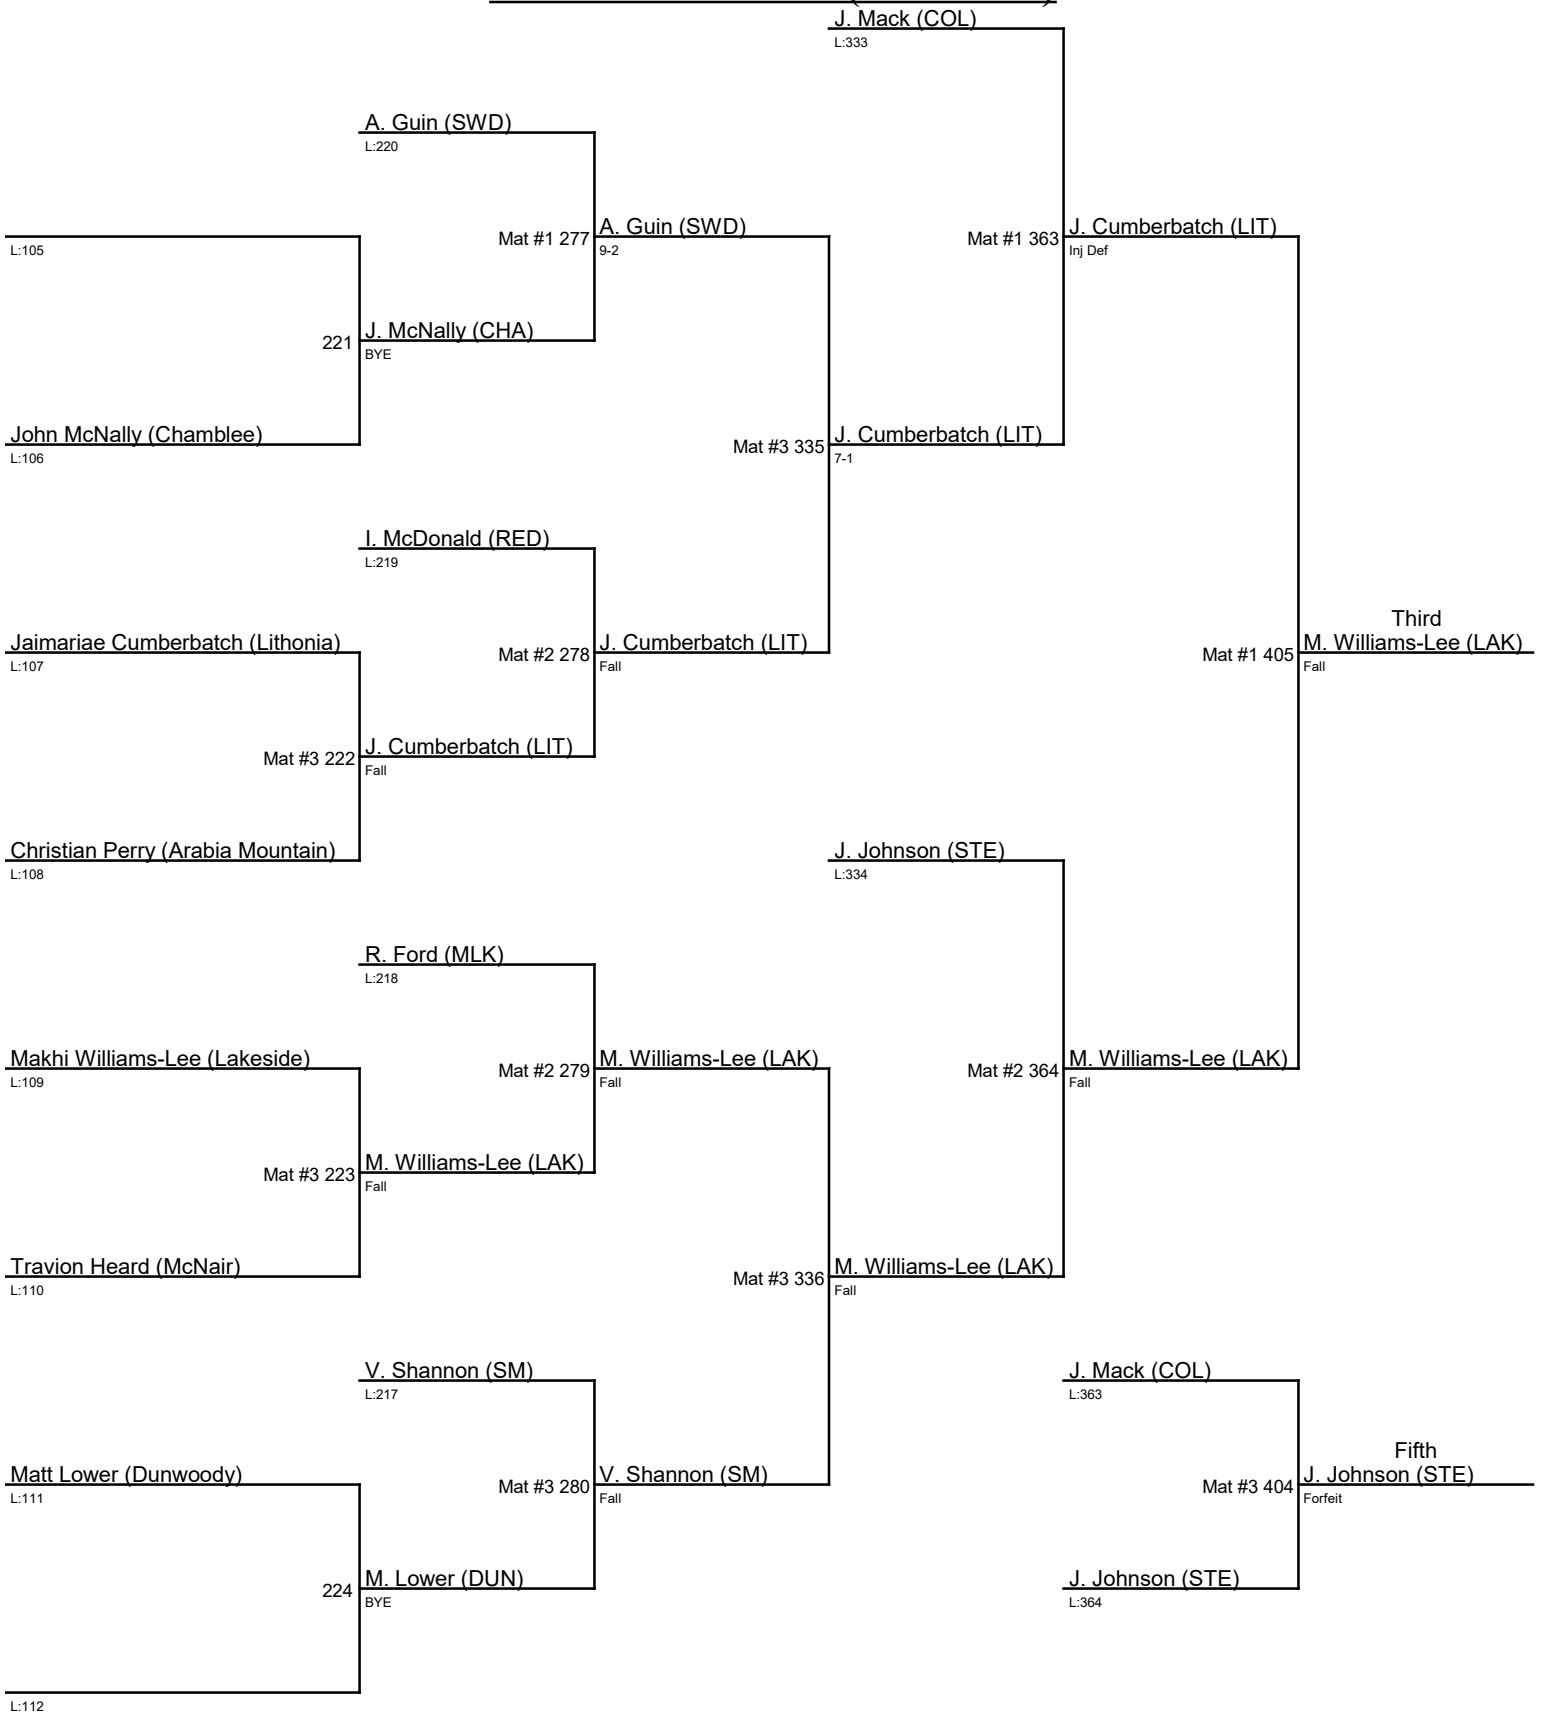 J. Mack (COL)
L:333
A. Guin (SWD)
L:220
Mat #1 277
A. Guin (SWD)
9-2
Mat #1 363
J. Cumberbatch (LIT)
Inj Def
L:105
221
J. McNally (CHA)
BYE
John McNally (Chamblee)
L:106
Mat #3 335
J. Cumberbatch (LIT)
7-1
I. McDonald (RED)
L:219
Jaimariae Cumberbatch (Lithonia)
L:107
Mat #2 278
J. Cumberbatch (LIT)
Fall
Third
Mat #1 405
M. Williams-Lee (LAK)
Fall
Mat #3 222
J. Cumberbatch (LIT)
Fall
Christian Perry (Arabia Mountain)
L:108
J. Johnson (STE)
L:334
R. Ford (MLK)
L:218
Makhi Williams-Lee (Lakeside)
L:109
Mat #2 279
M. Williams-Lee (LAK)
Fall
Mat #2 364
M. Williams-Lee (LAK)
Fall
Mat #3 223
M. Williams-Lee (LAK)
Fall
Travion Heard (McNair)
L:110
Mat #3 336
M. Williams-Lee (LAK)
Fall
V. Shannon (SM)
L:217
J. Mack (COL)
L:363
Matt Lower (Dunwoody)
L:111
Mat #3 280
V. Shannon (SM)
Fall
Fifth
Mat #3 404
J. Johnson (STE)
Forfeit
224
M. Lower (DUN)
BYE
J. Johnson (STE)
L:364
L:112